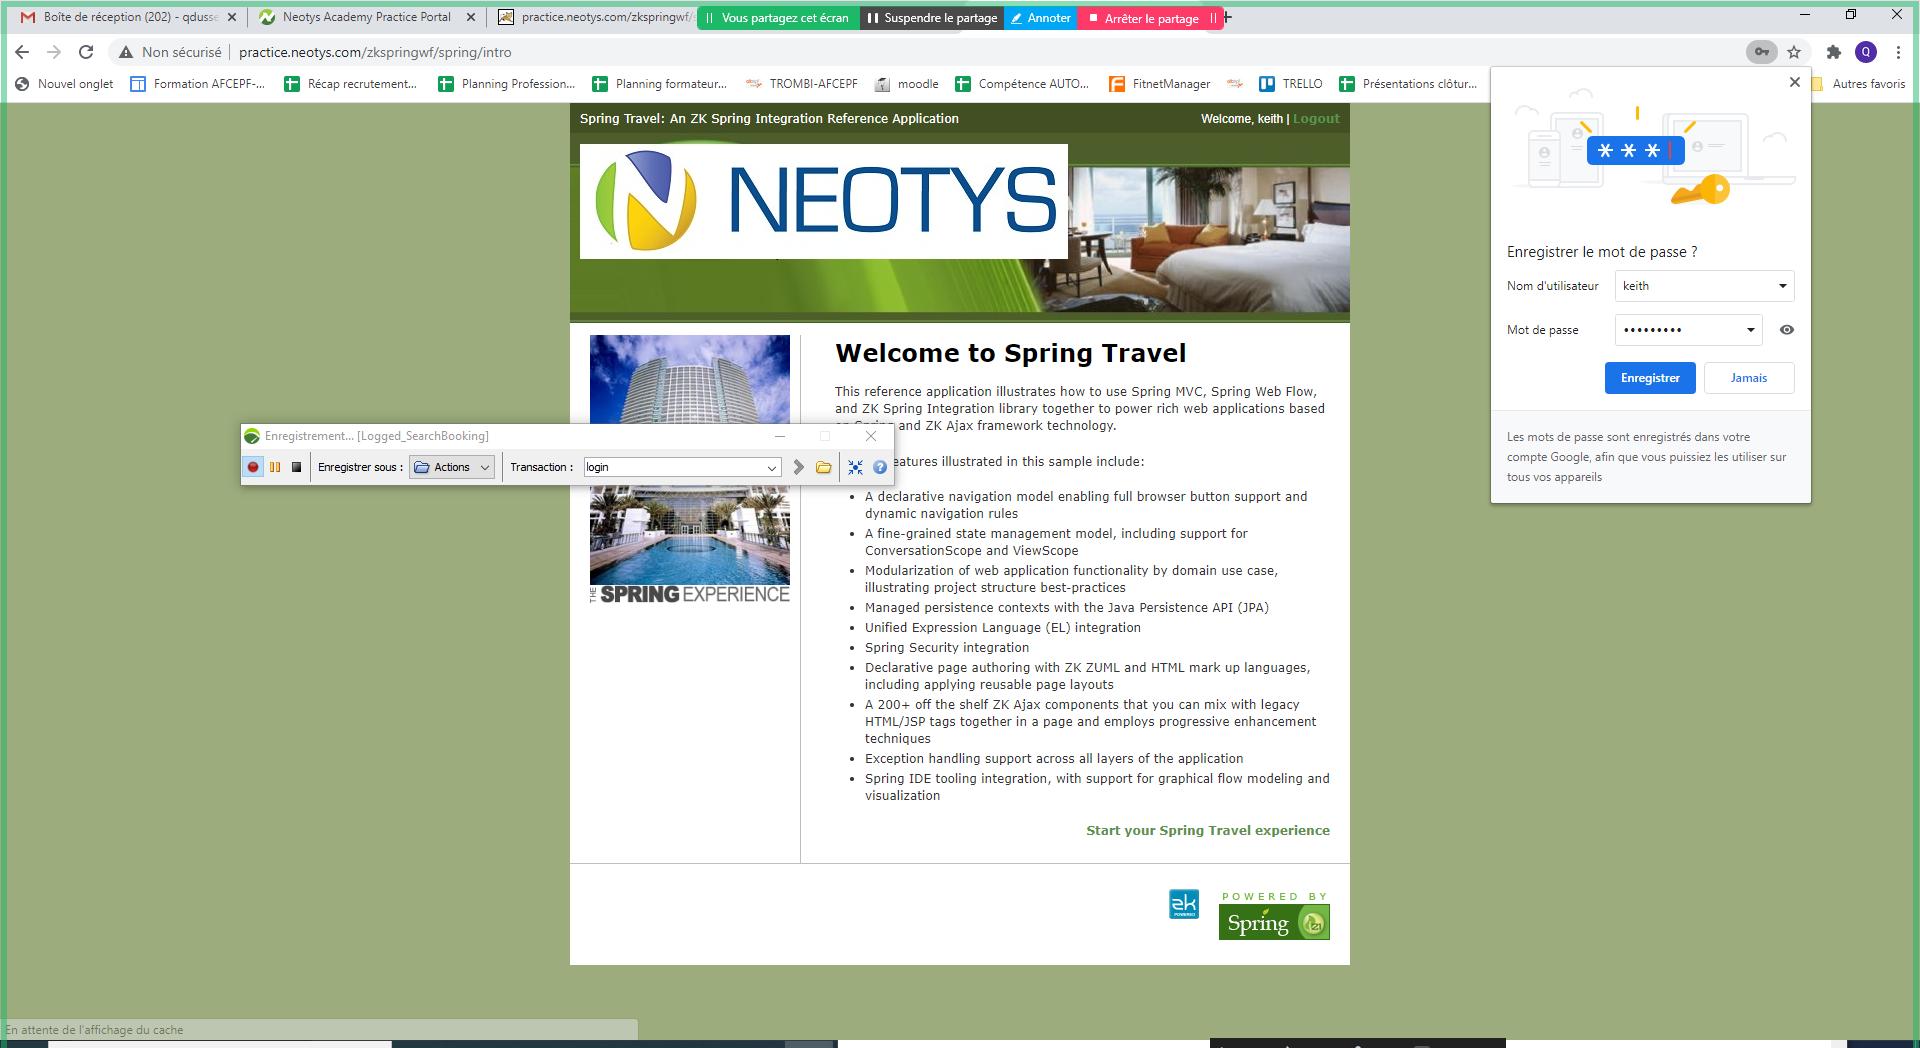 Boîte de réception (202) - qdusse
Neotys Academy Practice Portal
practice.neotys.com/zkspringwf/s
Vous partagez cet écran
Suspendre le partage
Annoter
Arrêter le partage
Non sécurisé
practice.neotys.com/zkspringwf/spring/intro
Q
Nouvel onglet
Formation AFCEPF-...
Récap recrutement...
Planning Profession...
Planning formateur...
TROMBI-AFCEPF
moodle
Compétence AUTO...
FitnetManager
TRELLO
Présentations clôtur...
Autres favoris
Spring Travel: An ZK Spring Integration Reference Application
Welcome, keith | Logout
NEOTYS
***
Enregistrer le mot de passe ?
Nom d'utilisateur
keith
Mot de passe
•••••••••
Enregistrer
Jamais
Les mots de passe sont enregistrés dans votre
compte Google, afin que vous puissiez les utiliser sur
tous vos appareils
Welcome to Spring Travel
This reference application illustrates how to use Spring MVC, Spring Web Flow,
and ZK Spring Integration library together to power rich web applications based
and ZK Ajax framework technology.
Enregistrement... [Logged_SearchBooking]
Enregistrer sous :
Actions
Transaction :
login
eatures illustrated in this sample include:
• A declarative navigation model enabling full browser button support and
dynamic navigation rules
• A fine-grained state management model, including support for
ConversationScope and ViewScope
• Modularization of web application functionality by domain use case,
illustrating project structure best-practices
• Managed persistence contexts with the Java Persistence API (JPA)
• Unified Expression Language (EL) integration
• Spring Security integration
• Declarative page authoring with ZK ZUML and HTML mark up languages,
including applying reusable page layouts
• A 200+ off the shelf ZK Ajax components that you can mix with legacy
HTML/JSP tags together in a page and employs progressive enhancement
techniques
• Exception handling support across all layers of the application
• Spring IDE tooling integration, with support for graphical flow modeling and
visualization
THE SPRING EXPERIENCE
Start your Spring Travel experience
zk
POWERED
POWERED BY
Spring
En attente de l'affichage du cache